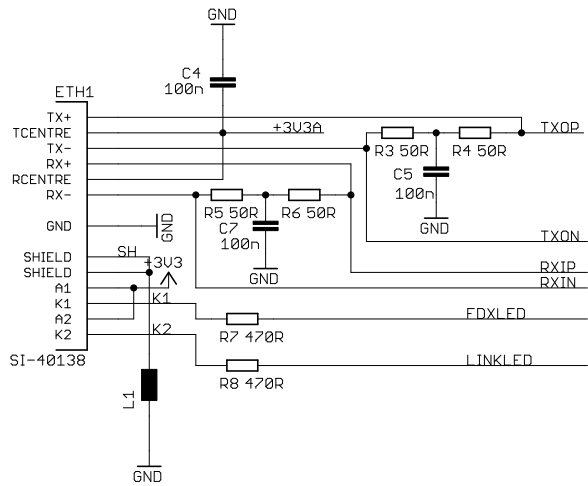 GND
C4
100n
ETH1
TX+
TCENTRE
+3V3A
TXOP
TX-
R3 50R
R4 50R
RX+
C5
RCENTRE
100n
RX-
R5 50R
R6 50R
GND
GND
C7
100n
GND
TXON
SHIELD
SH
+3V3
GND
RXIP
SHIELD
RXIN
A1
K1
K1
FDXLED
A2
R7 470R
K2
K2
LINKLED
SI-40138
R8 470R
L1
GND